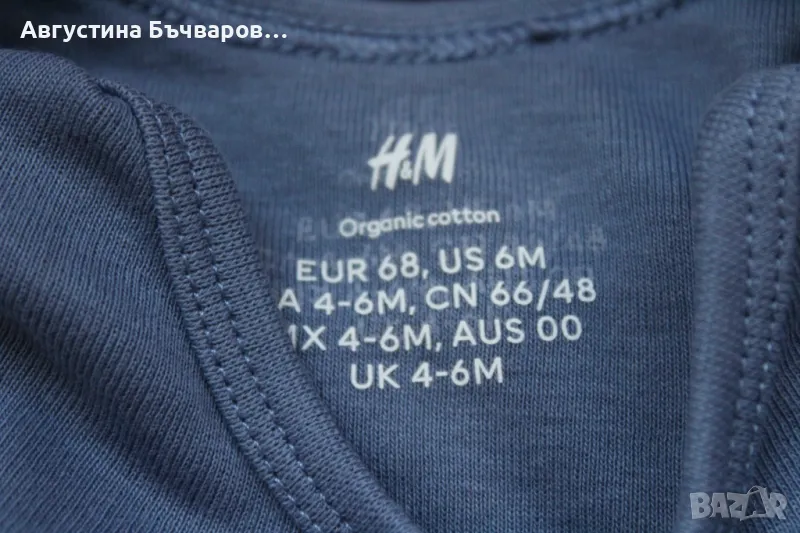 Августина Бъчваров...
H&M
Organic cotton
EUR 68, US 6M
A 4-6M, CN 66/48
X 4-6M, AUS 00
UK 4-6M
BAZAR